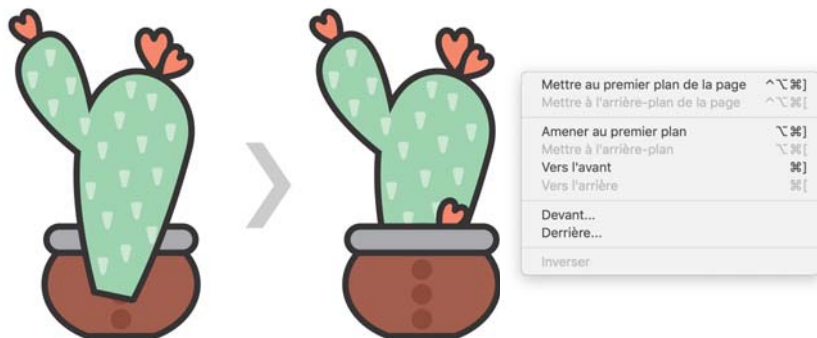 Mettre au premier plan de la page ^⌥⌘]
Mettre à l'arrière-plan de la page ^⌥⌘[
Amener au premier plan ⌥⌘]
Mettre à l'arrière-plan ⌥⌘[
Vers l'avant ⌘]
Vers l'arrière ⌘[
Devant...
Derrière...
Inverser